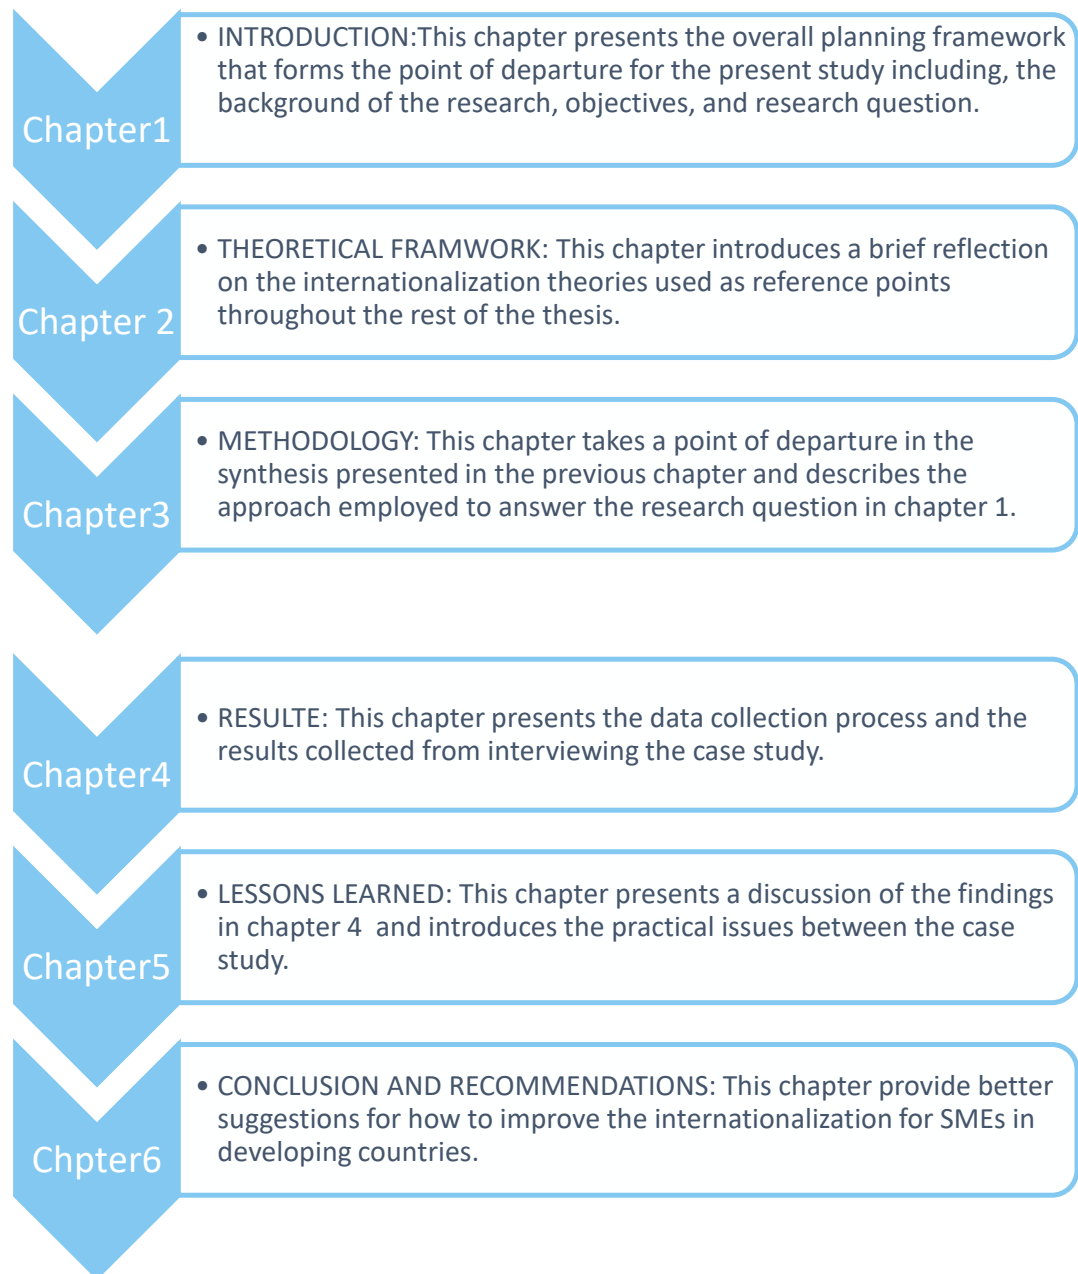 Chapter1
• INTRODUCTION:This chapter presents the overall planning framework
that forms the point of departure for the present study including, the
background of the research, objectives, and research question.
Chapter 2
• THEORETICAL FRAMWORK: This chapter introduces a brief reflection
on the internationalization theories used as reference points
throughout the rest of the thesis.
Chapter3
• METHODOLOGY: This chapter takes a point of departure in the
synthesis presented in the previous chapter and describes the
approach employed to answer the research question in chapter 1.
Chapter4
• RESULTE: This chapter presents the data collection process and the
results collected from interviewing the case study.
Chapter5
• LESSONS LEARNED: This chapter presents a discussion of the findings
in chapter 4  and introduces the practical issues between the case
study.
Chpter6
• CONCLUSION AND RECOMMENDATIONS: This chapter provide better
suggestions for how to improve the internationalization for SMEs in
developing countries.